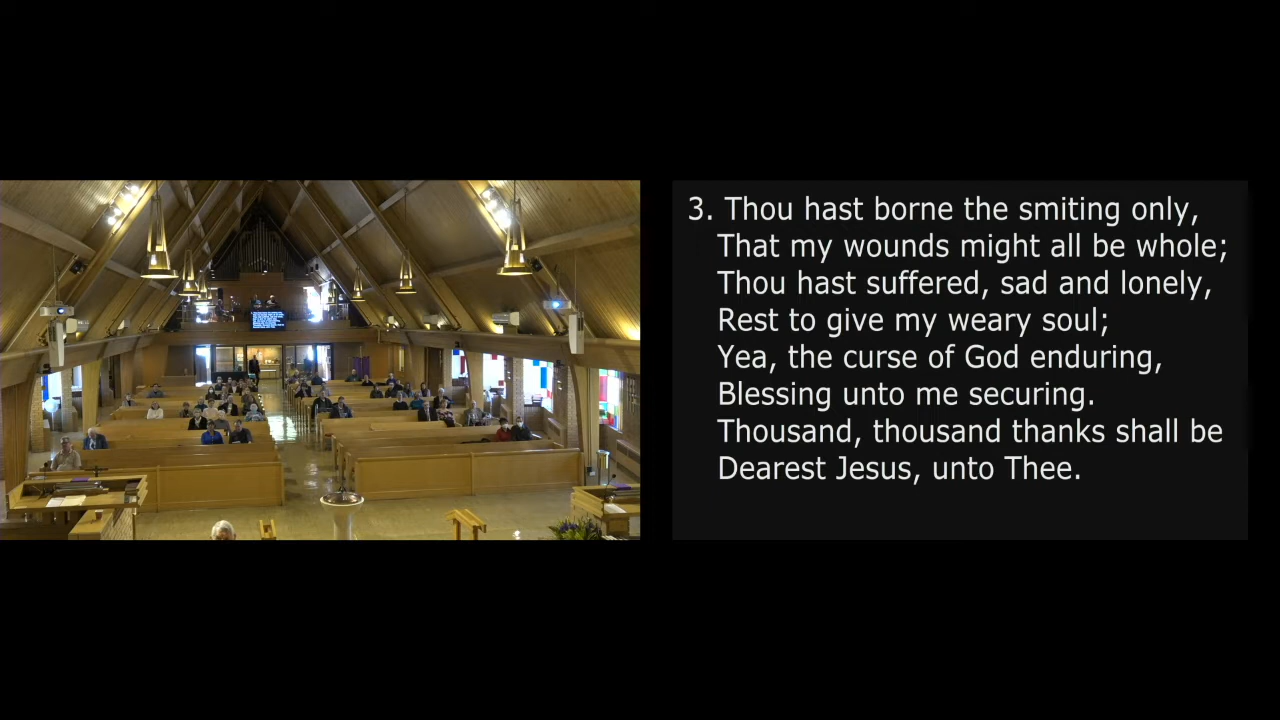 3. Thou hast borne the smiting only,
That my wounds might all be whole;
Thou hast suffered, sad and lonely,
Rest to give my weary soul;
Yea, the curse of God enduring,
Blessing unto me securing.
Thousand, thousand thanks shall be
Dearest Jesus, unto Thee.